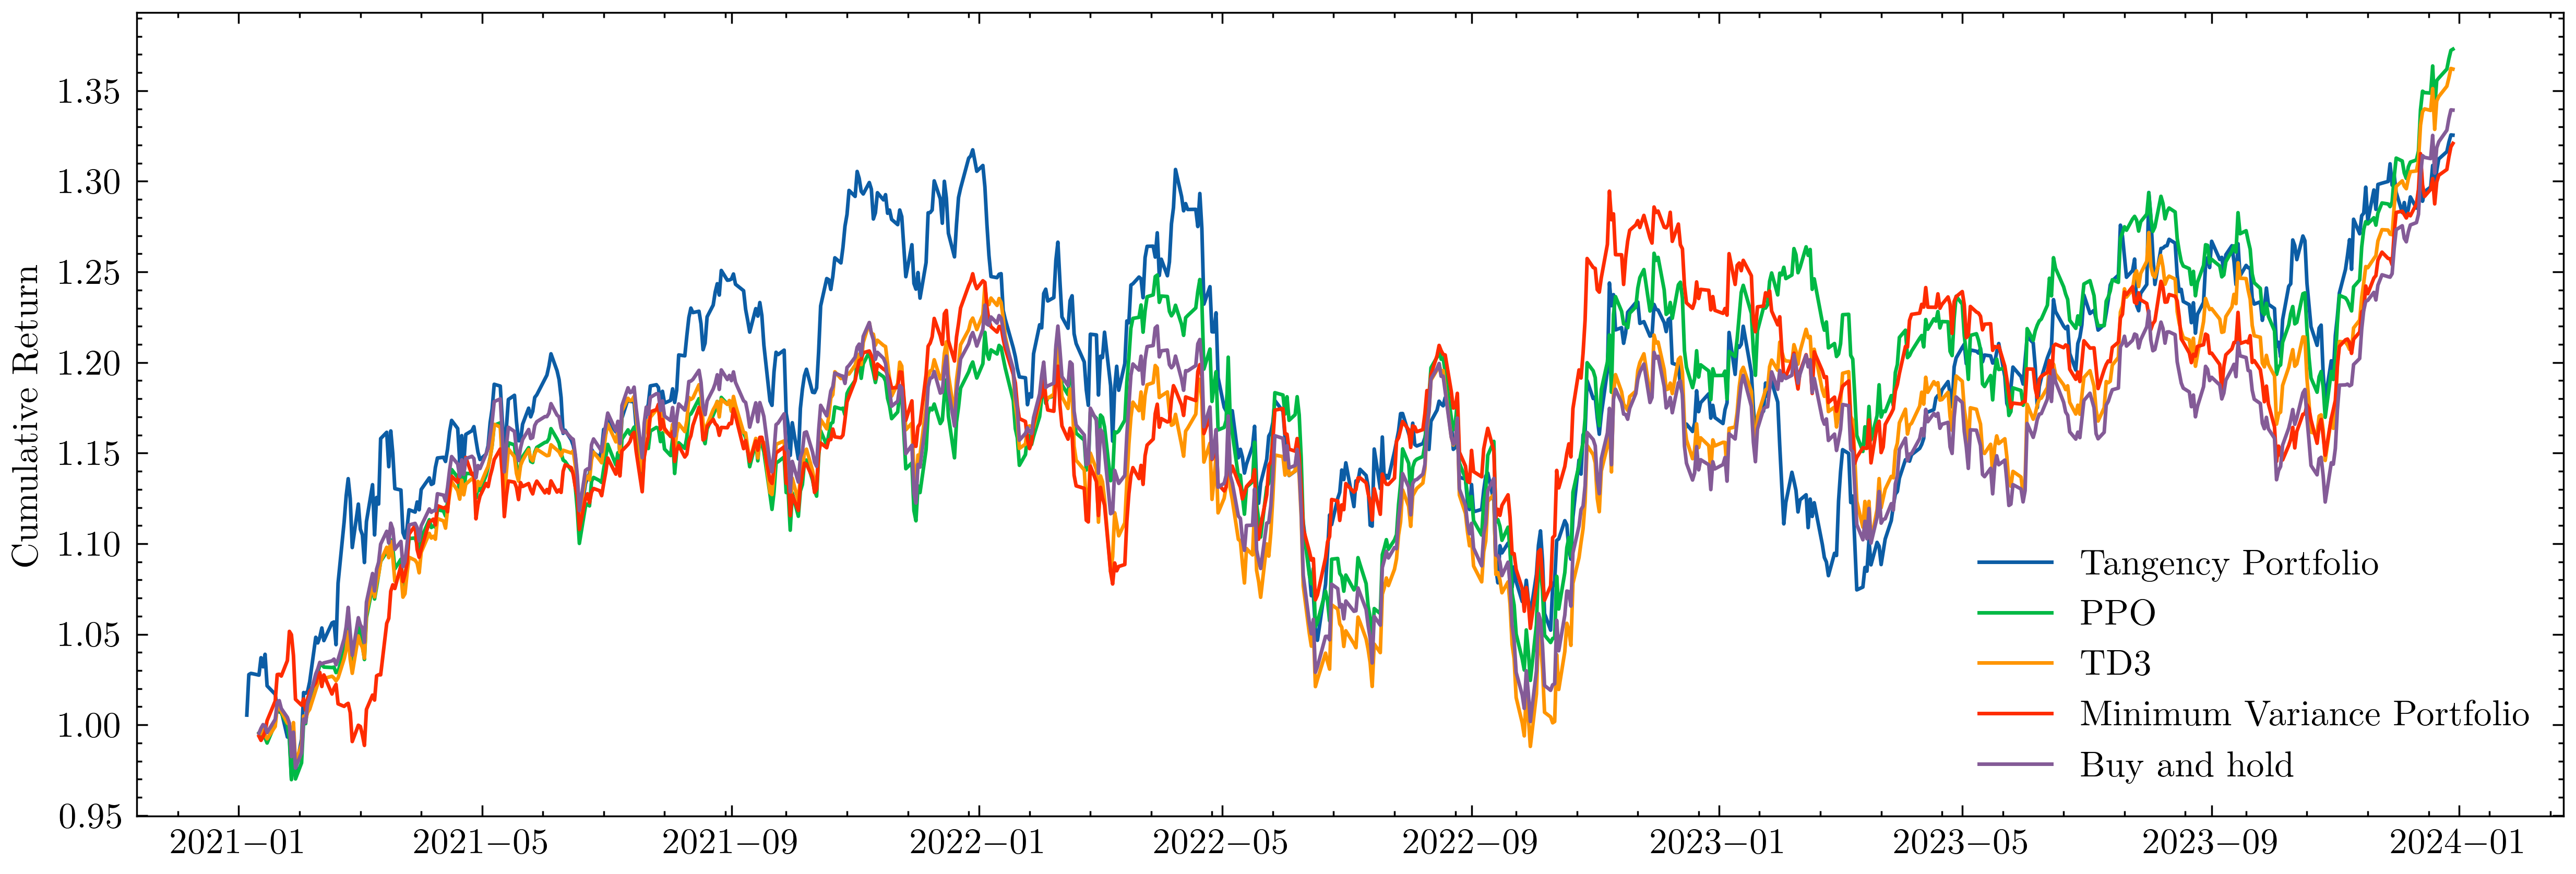 Cumulative Return
1.35
1.30
1.25
1.20
1.15
1.10
1.05
1.00
0.95
2021−01 2021−05 2021−09 2022−01 2022−05 2022−09 2023−01 2023−05 2023−09 2024−01
Tangency Portfolio
PPO
TD3
Minimum Variance Portfolio
Buy and hold